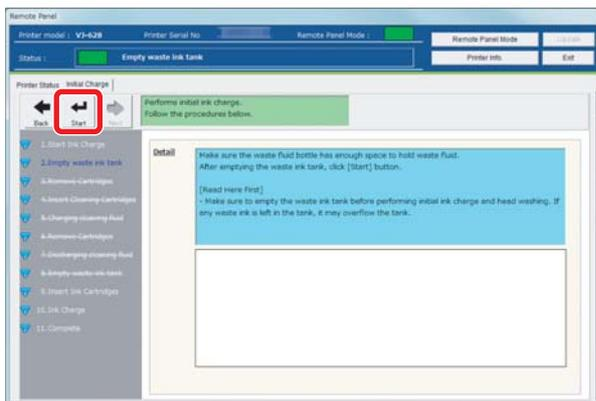 Remote Panel
Printer model : VJ-628 Printer Serial No Remote Panel Mode :
Remote Panel Mode
Status : Empty waste ink tank
Printer Info. Exit
Printer Status Initial Charge
Back Start Next
Performs initial ink charge.
Follow the procedures below.
1.Start Ink Charge
2.Empty waste ink tank
3.Remove Cartridges
4.Insert Cleaning Cartridges
5.Charging cleaning fluid
6.Remove Cartridges
7.Discharging cleaning fluid
8.Empty waste ink tank
9.Insert Ink Cartridges
10.Ink Charge
11.Complete
Detail
Make sure the waste fluid bottle has enough space to hold waste fluid.
After emptying the waste ink tank, click [Start] button.
[Read Here First]
- Make sure to empty the waste ink tank before performing initial ink charge and head washing. If
any waste ink is left in the tank, it may overflow the tank.